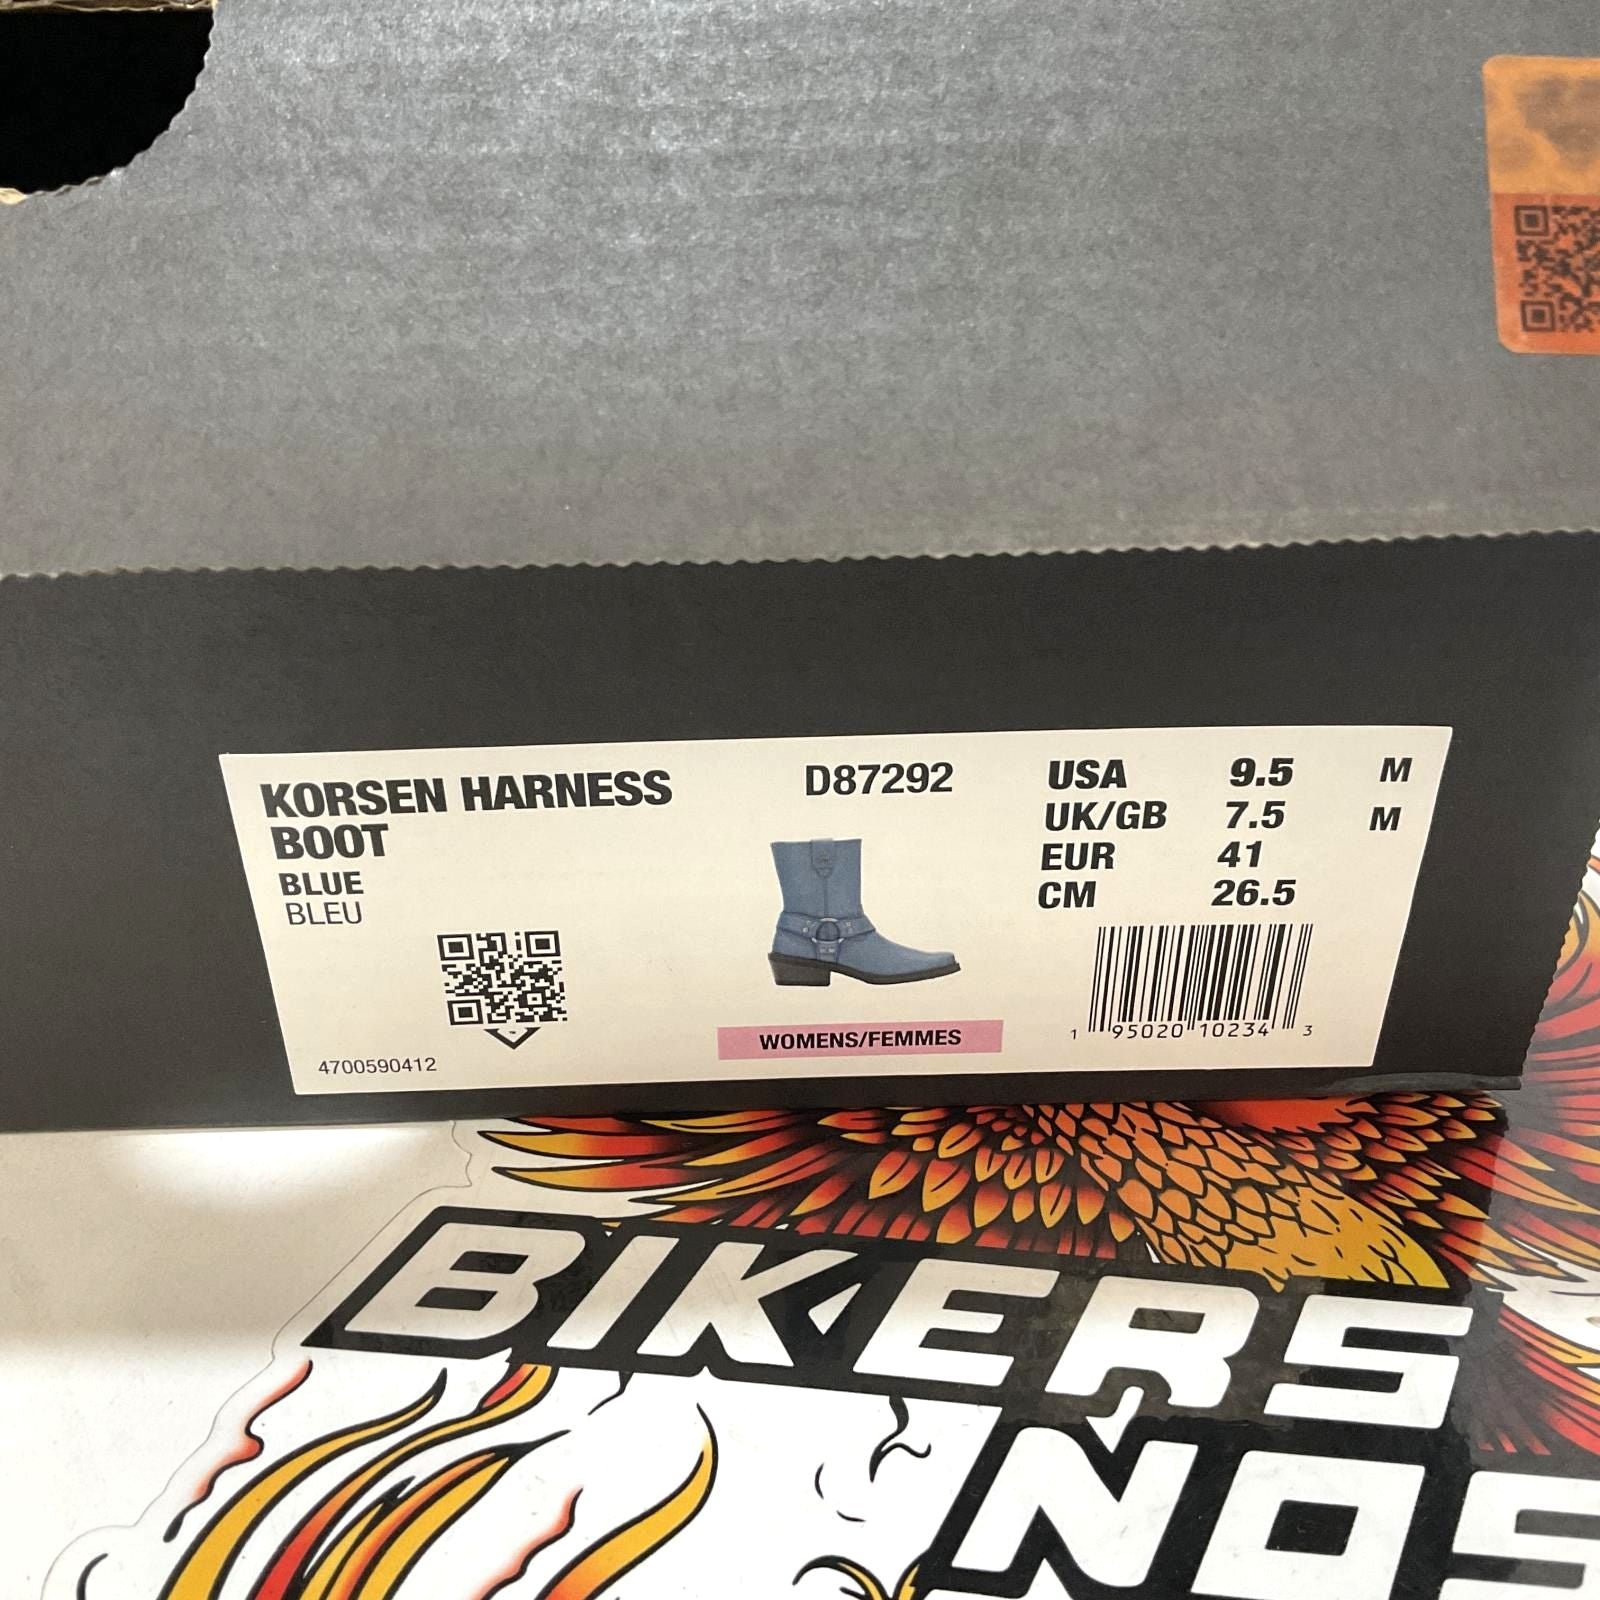 KORSEN HARNESS
BOOT
BLUE
BLEU
4700590412
D87292
WOMENS/FEMMES
USA 9.5 M
UK/GB 7.5 M
EUR 41
CM 26.5
1 95020 10234 3
BIKERS
NOS